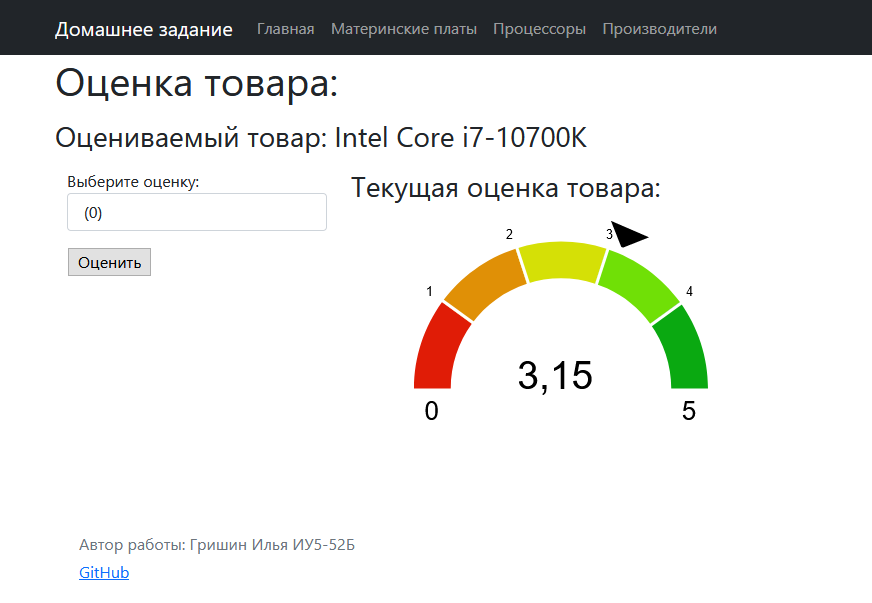 Домашнее задание Главная Материнские платы Процессоры Производители
Оценка товара:
Оцениваемый товар: Intel Core i7-10700K
Выберите оценку:
(0)
Оценить
Текущая оценка товара:
2 3
1 4
3,15
0 5
Автор работы: Гришин Илья ИУ5-52Б
GitHub